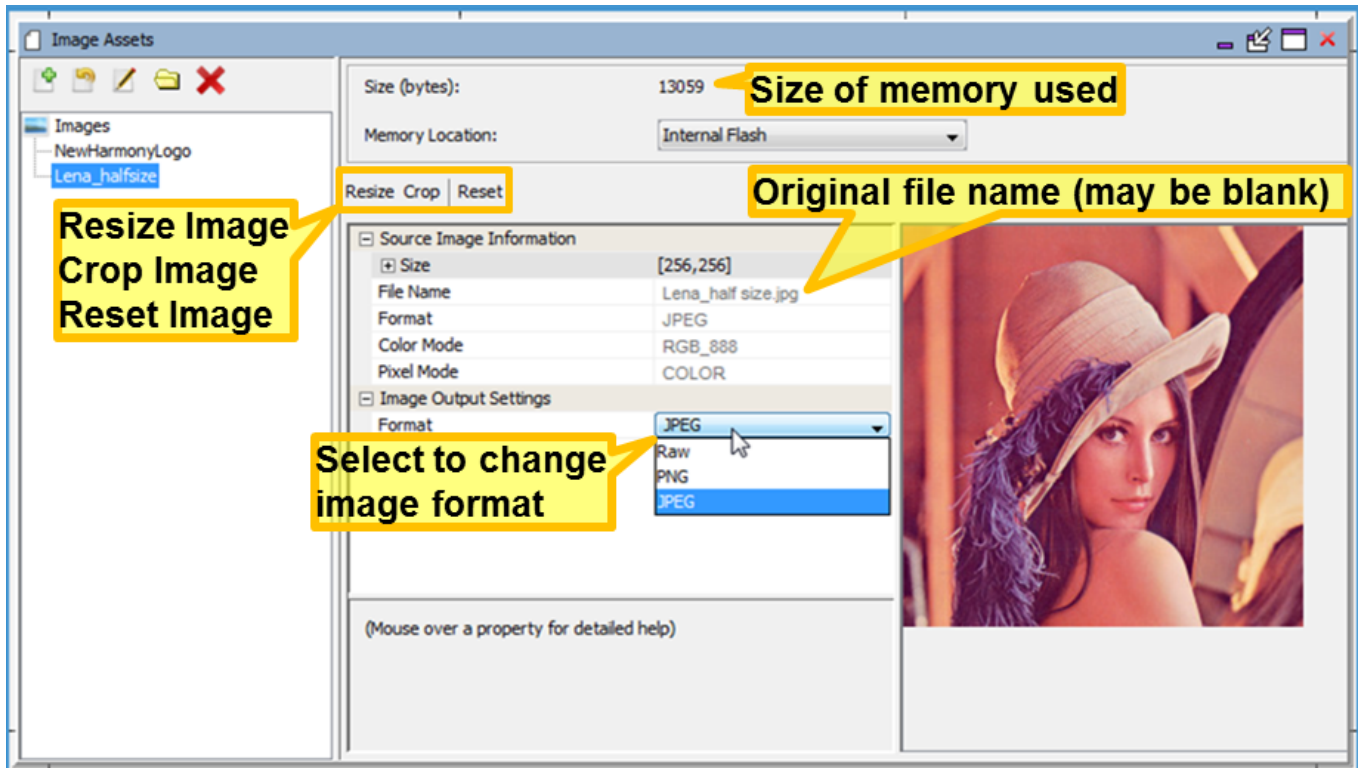 Image Assets
Size (bytes): 13059
Size of memory used
Memory Location: Internal Flash
Images
NewHarmonyLogo
Lena_halfsize
Resize Crop Reset
Original file name (may be blank)
Resize Image
Crop Image
Reset Image
Source Image Information
Size [256,256]
File Name Lena_half size.jpg
Format JPEG
Color Mode RGB_888
Pixel Mode COLOR
Image Output Settings
Format JPEG
Raw
PNG
JPEG
Select to change
image format
(Mouse over a property for detailed help)